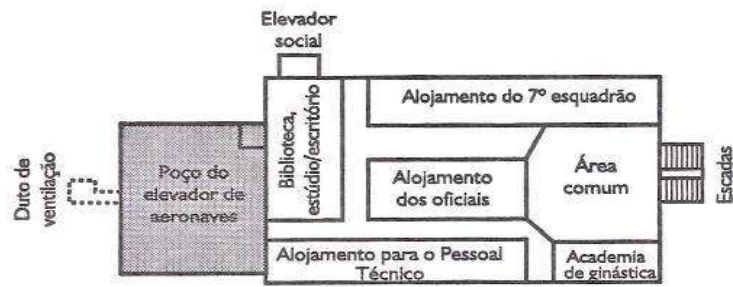 Elevador
social
Alojamento do 7º esquadrão
Biblioteca,
estúdio/escritório
Duto de
ventilação
Poço do
elevador de
aeronaves
Alojamento
dos oficiais
Área
comum
Escadas
Alojamento para o Pessoal
Técnico
Academia
de ginástica